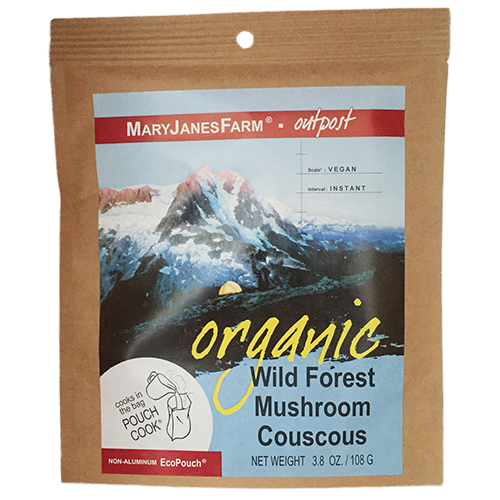 MARYJANESFARM® - outpost
Scale¹ : VEGAN
Interval : INSTANT
organic
Wild Forest
Mushroom
Couscous
NET WEIGHT 3.8 OZ. / 108 G
cooks in
the bag
POUCH
COOK®
NON-ALUMINUM EcoPouch®